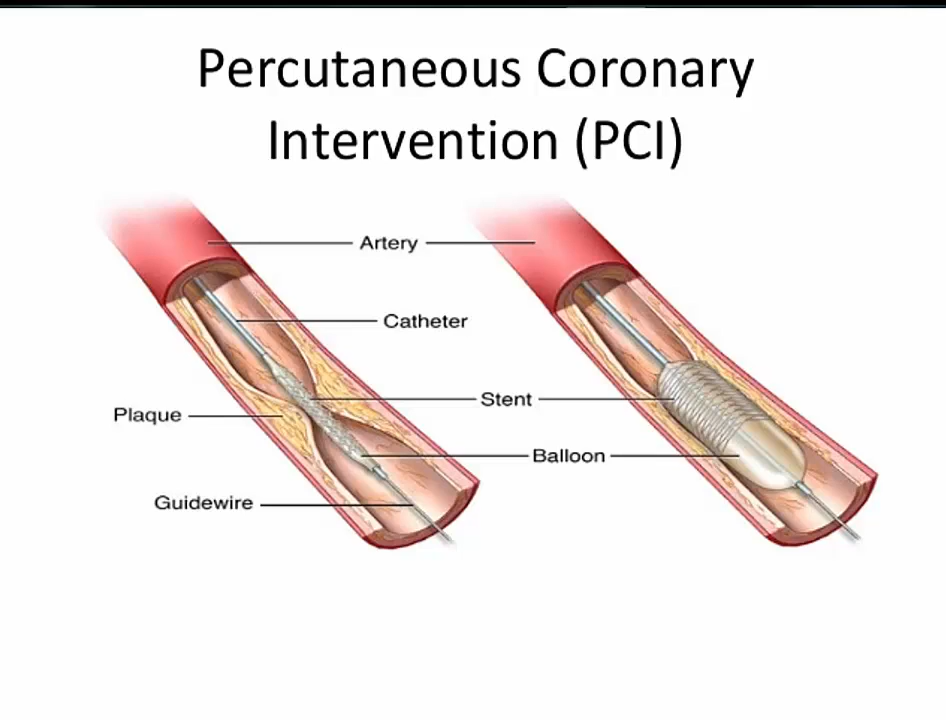 Percutaneous Coronary
Intervention (PCI)
Artery
Catheter
Stent
Plaque
Balloon
Guidewire